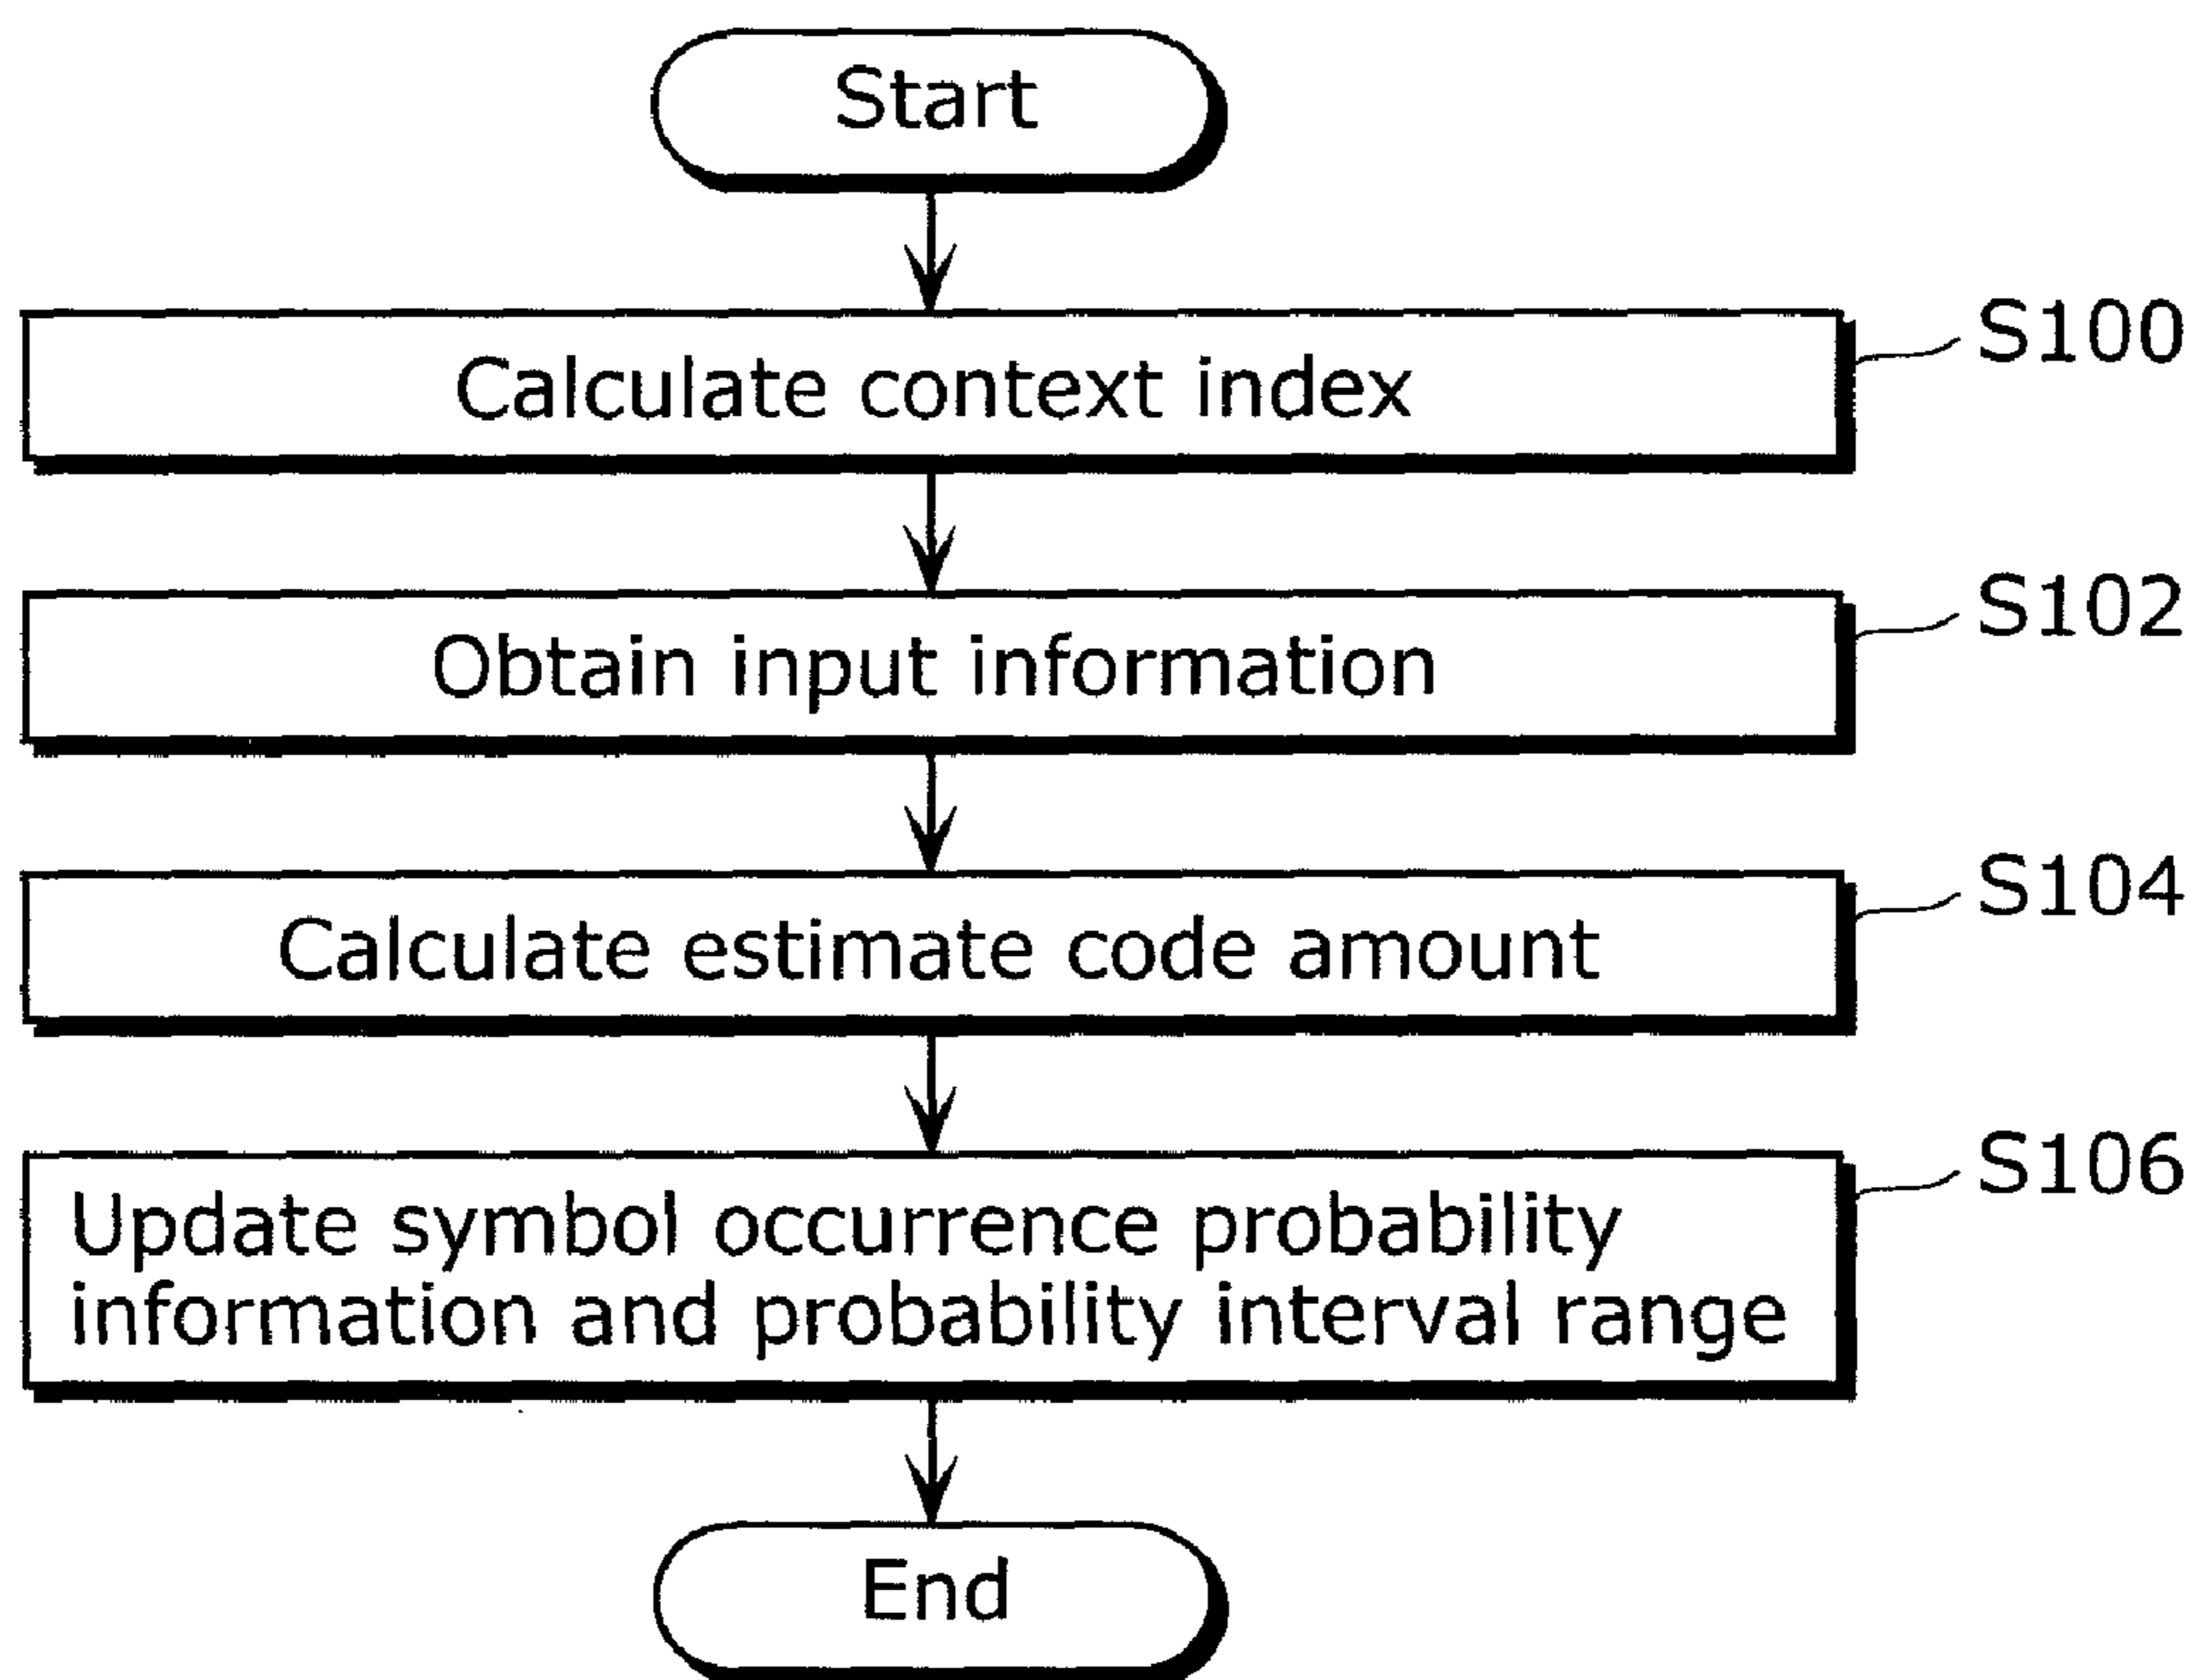 Start
Calculate context index
S100
Obtain input information
S102
Calculate estimate code amount
S104
Update symbol occurrence probability
information and probability interval range
S106
End